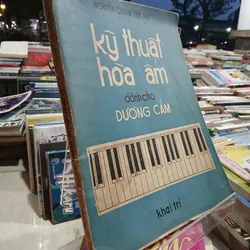 kỹ thuật
hòa âm
dành cho
DƯƠNG CẦM
khai trí